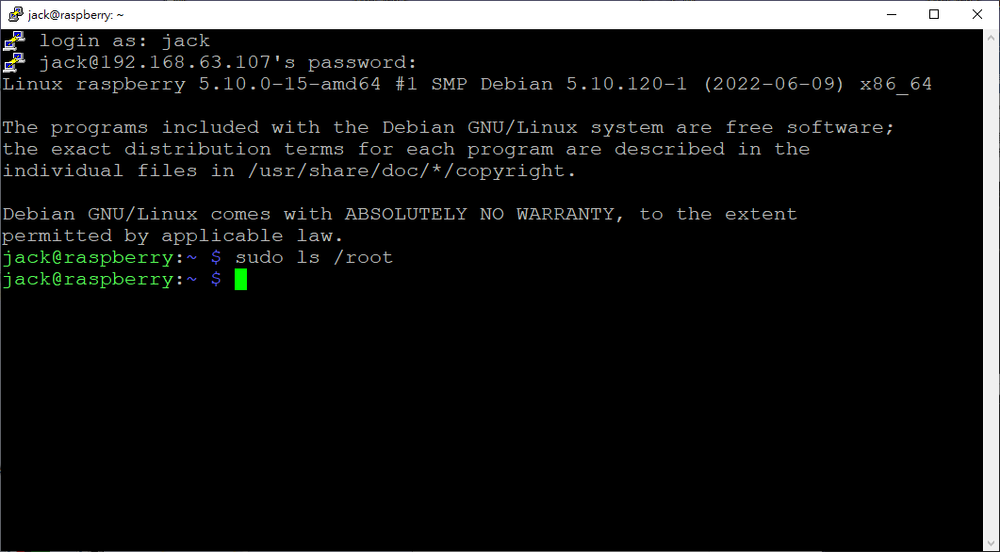 jack@raspberry: ~
login as: jack
jack@192.168.63.107's password:
Linux raspberry 5.10.0-15-amd64 #1 SMP Debian 5.10.120-1 (2022-06-09) x86_64
The programs included with the Debian GNU/Linux system are free software;
the exact distribution terms for each program are described in the
individual files in /usr/share/doc/*/copyright.
Debian GNU/Linux comes with ABSOLUTELY NO WARRANTY, to the extent
permitted by applicable law.
jack@raspberry:~ $ sudo ls /root
jack@raspberry:~ $